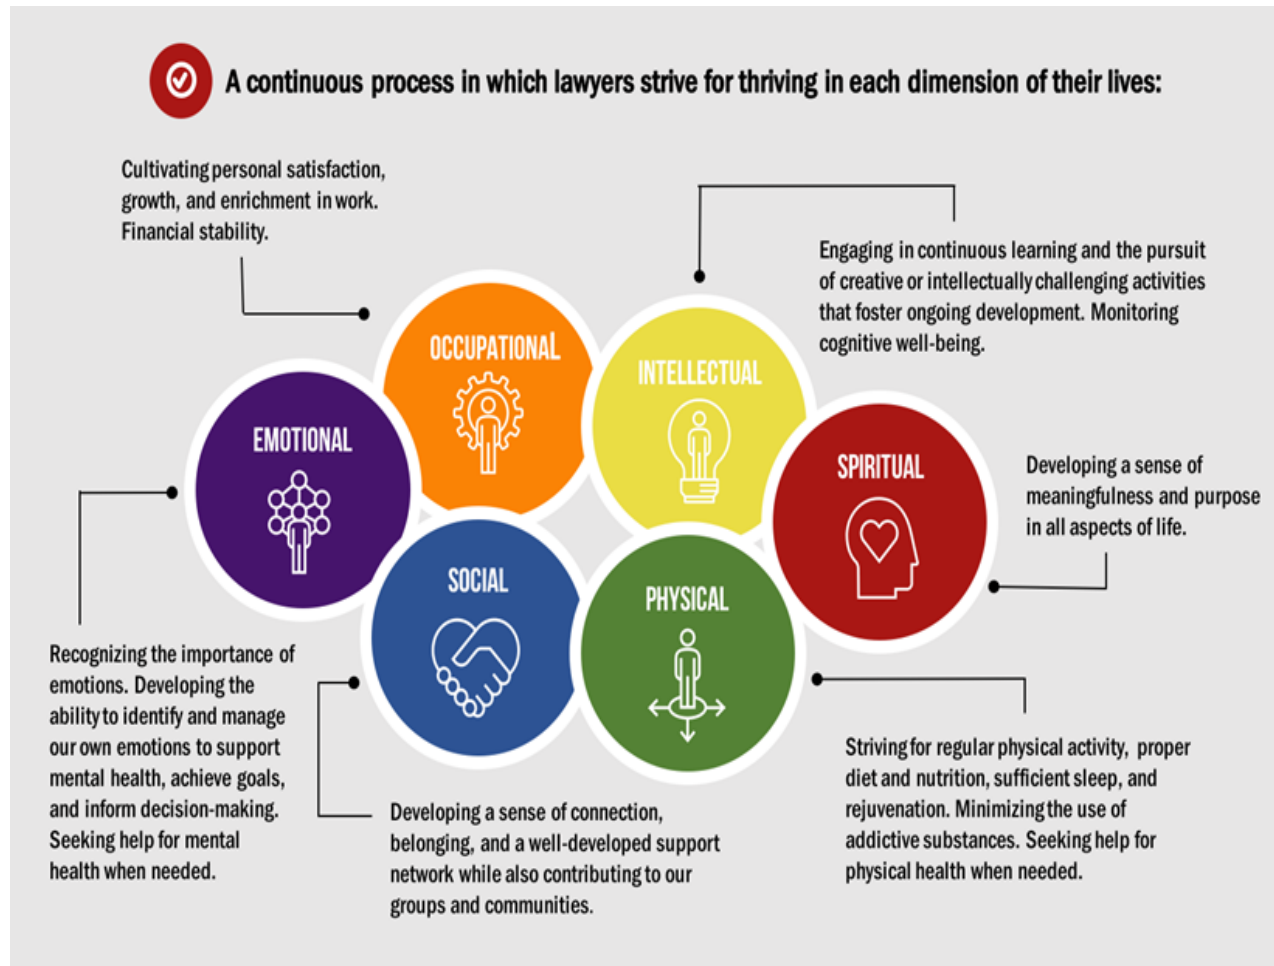 A continuous process in which lawyers strive for thriving in each dimension of their lives:
Cultivating personal satisfaction,
growth, and enrichment in work.
Financial stability.
Engaging in continuous learning and the pursuit
of creative or intellectually challenging activities
that foster ongoing development. Monitoring
cognitive well-being.
OCCUPATIONAL
INTELLECTUAL
EMOTIONAL
SPIRITUAL
Developing a sense of
meaningfulness and purpose
in all aspects of life.
SOCIAL
PHYSICAL
Recognizing the importance of
emotions. Developing the
ability to identify and manage
our own emotions to support
mental health, achieve goals,
and inform decision-making.
Seeking help for mental
health when needed.
Developing a sense of connection,
belonging, and a well-developed support
network while also contributing to our
groups and communities.
Striving for regular physical activity, proper
diet and nutrition, sufficient sleep, and
rejuvenation. Minimizing the use of
addictive substances. Seeking help for
physical health when needed.